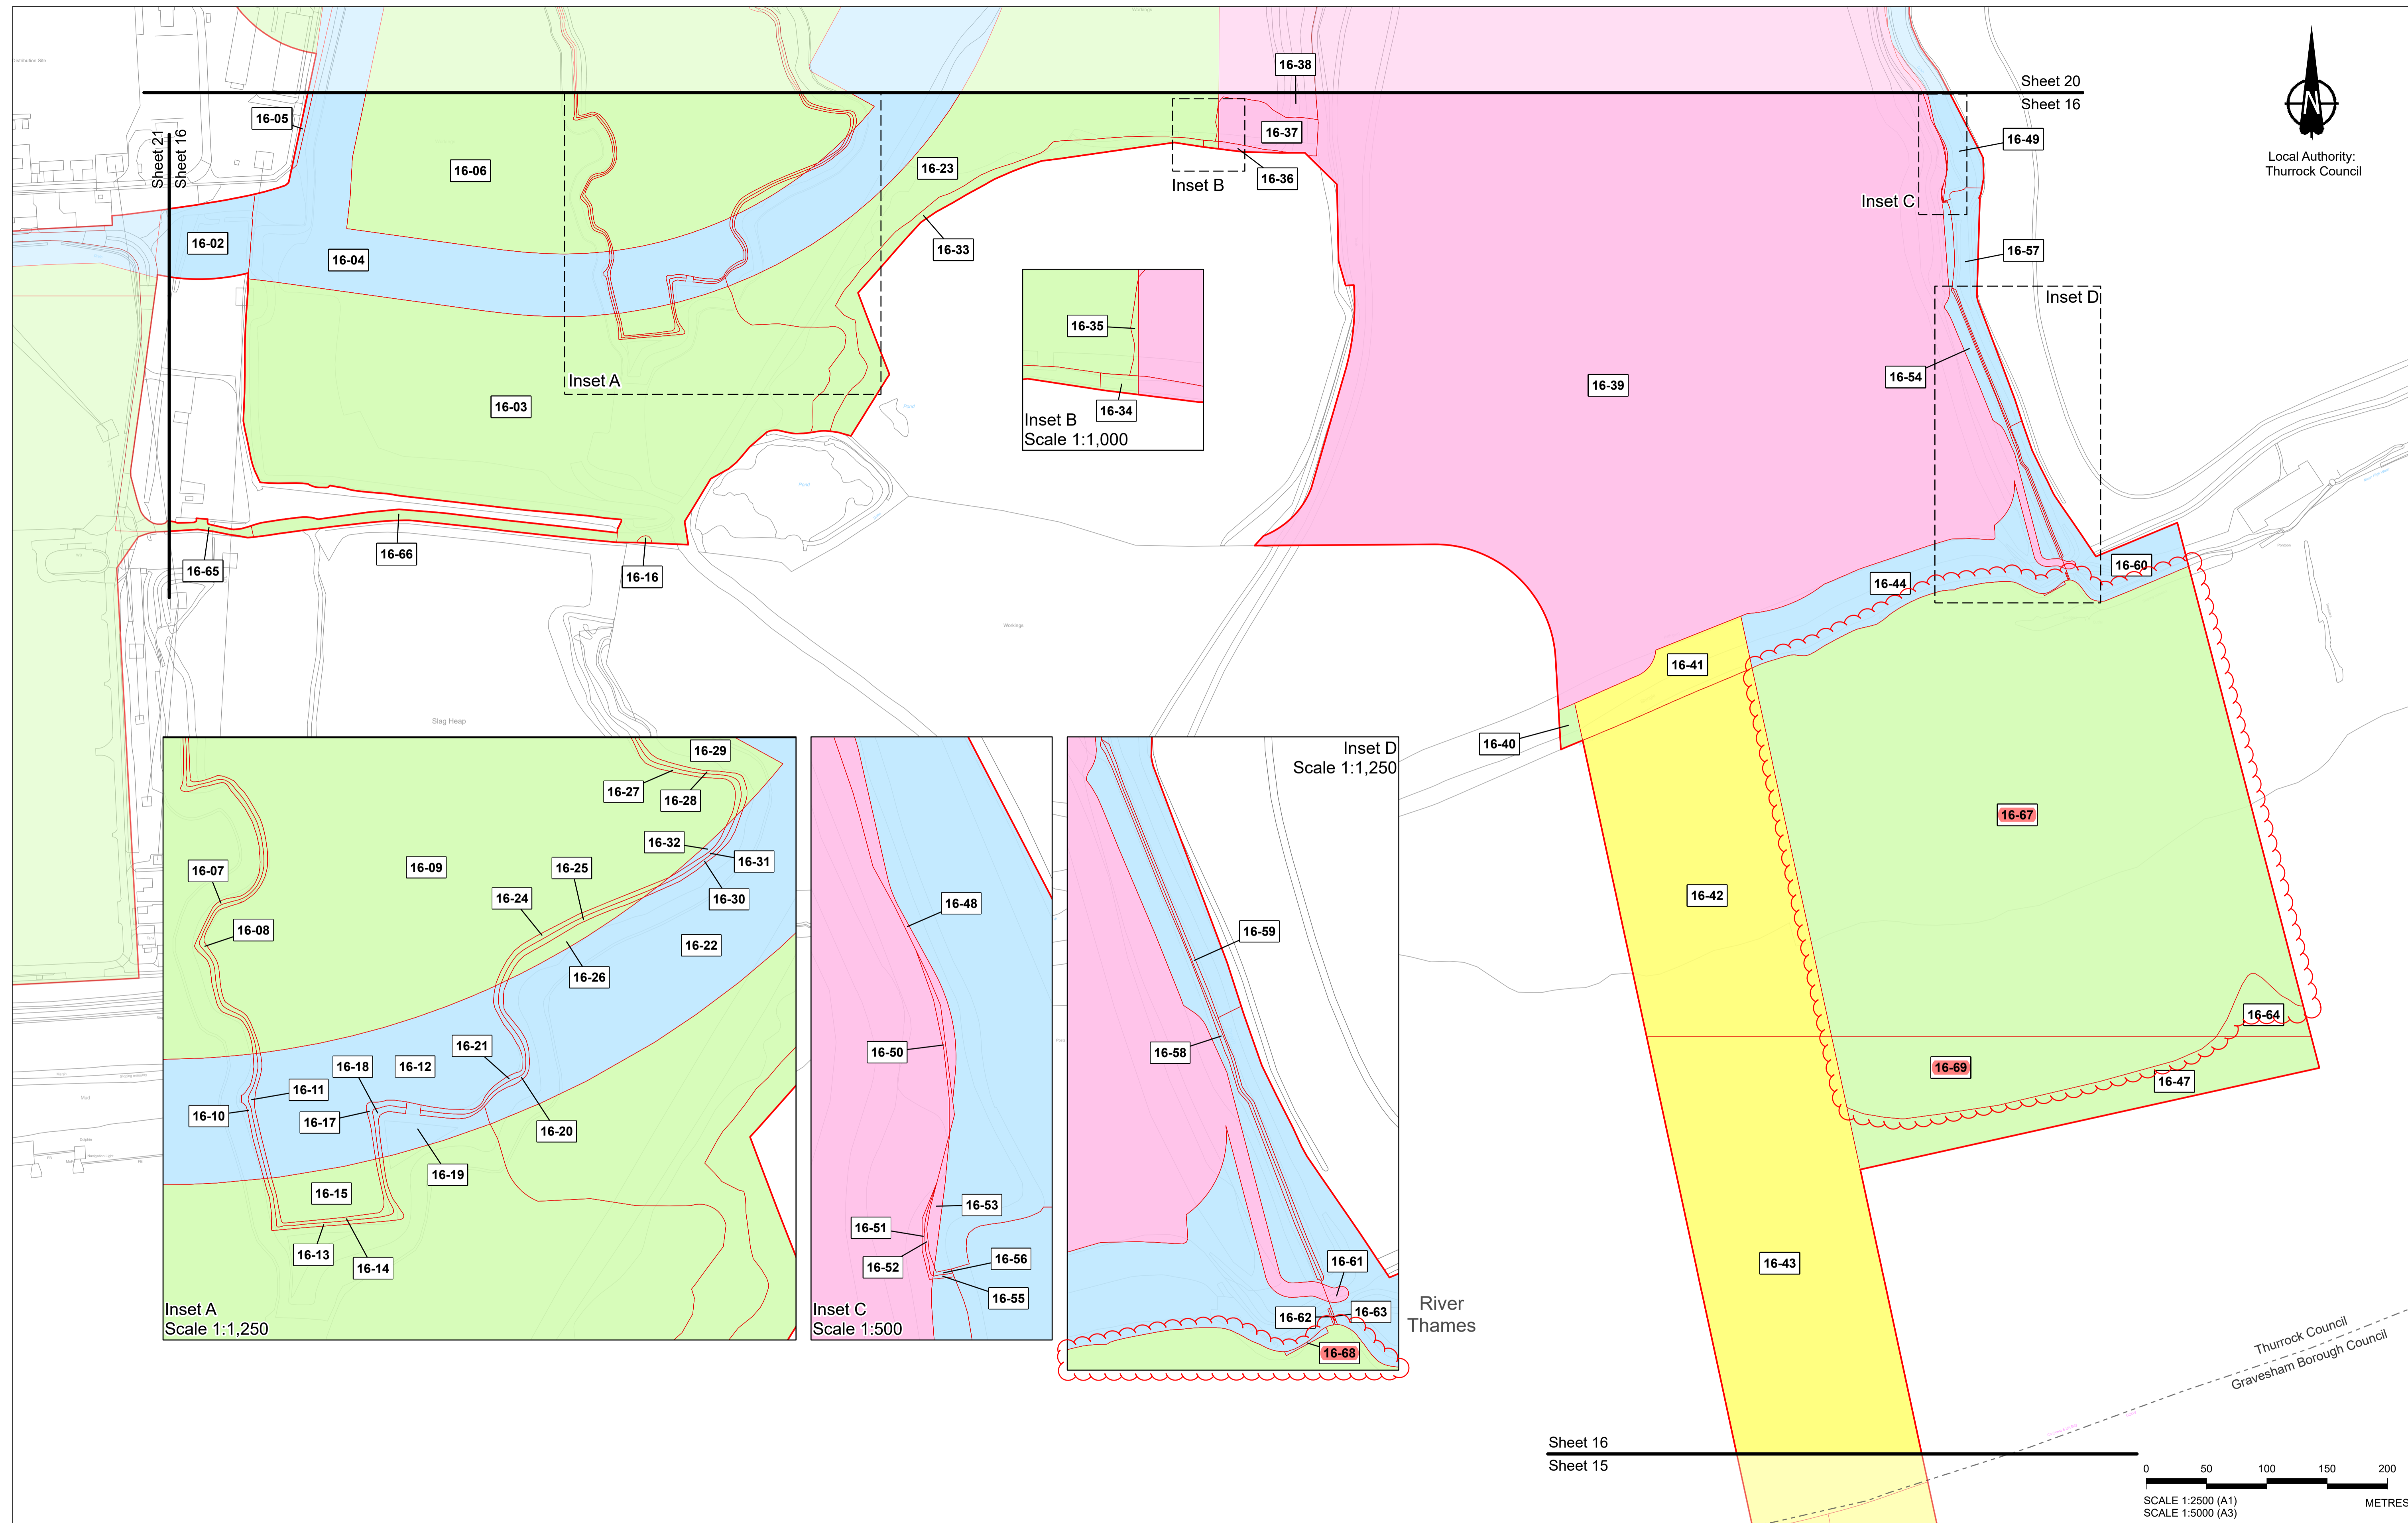 Distribution Site
Workings
Sheet 20
Sheet 16
Sheet 21
Sheet 16
N
Local Authority:
Thurrock Council
16-38
16-05
16-37
16-49
16-06
16-23
Inset B
16-36
Inset C
16-02
16-04
16-33
16-57
Inset D
16-35
16-54
Inset A
16-39
16-03
16-34
Inset B
Scale 1:1,000
Pond
Pond
16-66
16-65
16-16
16-60
16-44
Workings
16-41
Slag Heap
16-40
16-67
16-42
16-64
16-69
16-47
16-43
16-29
16-27
16-28
16-32
16-31
16-07
16-09
16-25
16-30
16-24
16-08
16-22
16-26
16-21
16-18
16-12
16-11
16-10
16-17
16-20
16-19
16-15
16-13
16-14
Inset A
Scale 1:1,250
16-48
16-50
16-53
16-51
16-52
16-56
16-55
Inset C
Scale 1:500
Inset D
Scale 1:1,250
16-59
16-58
16-61
16-62
16-63
16-68
River
Thames
Mud
Thurrock Council
Gravesham Borough Council
Sheet 16
Sheet 15
0 50 100 150 200
SCALE 1:2500 (A1)
SCALE 1:5000 (A3)
METRES